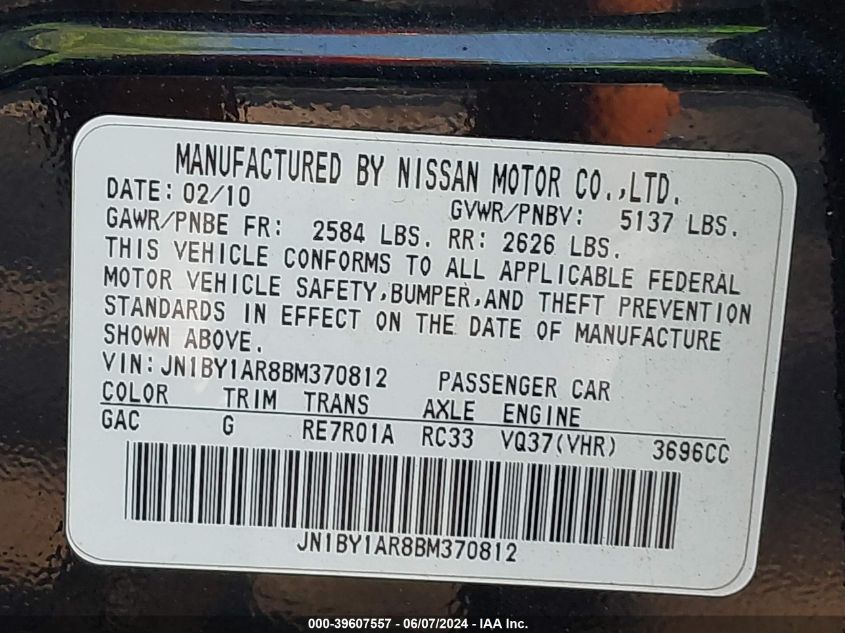 MANUFACTURED BY NISSAN MOTOR CO.,LTD.
DATE: 02/10 GVWR/PNBV: 5137 LBS.
GAWR/PNBE FR: 2584 LBS. RR: 2626 LBS.
THIS VEHICLE CONFORMS TO ALL APPLICABLE FEDERAL
MOTOR VEHICLE SAFETY,BUMPER,AND THEFT PREVENTION
STANDARDS IN EFFECT ON THE DATE OF MANUFACTURE
SHOWN ABOVE.
VIN:JN1BY1AR8BM370812 PASSENGER CAR
COLOR TRIM TRANS AXLE ENGINE
GAC G RE7R01A RC33 VQ37(VHR) 3696CC
JN1BY1AR8BM370812
000-39607557 — 06/07/2024 — IAA Inc.